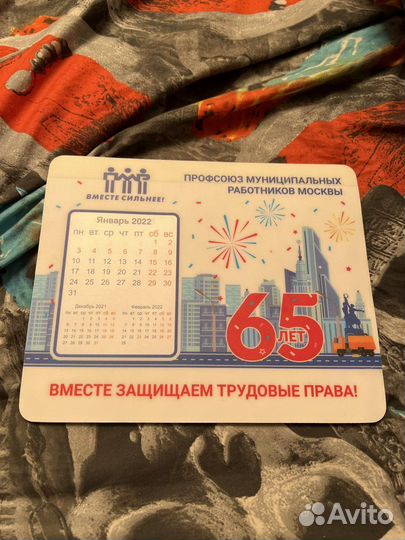 ПРОФСОЮЗ МУНИЦИПАЛЬНЫХ
РАБОТНИКОВ МОСКВЫ
ВМЕСТЕ СИЛЬНЕЕ!
Январь 2022
ПН ВТ СР ЧТ ПТ СБ ВС
1 2
3 4 5 6 7 8 9
10 11 12 13 14 15 16
17 18 19 20 21 22 23
24 25 26 27 28 29 30
31
Декабрь 2021
Февраль 2022
65
ЛЕТ
ВМЕСТЕ ЗАЩИЩАЕМ ТРУДОВЫЕ ПРАВА!
Avito